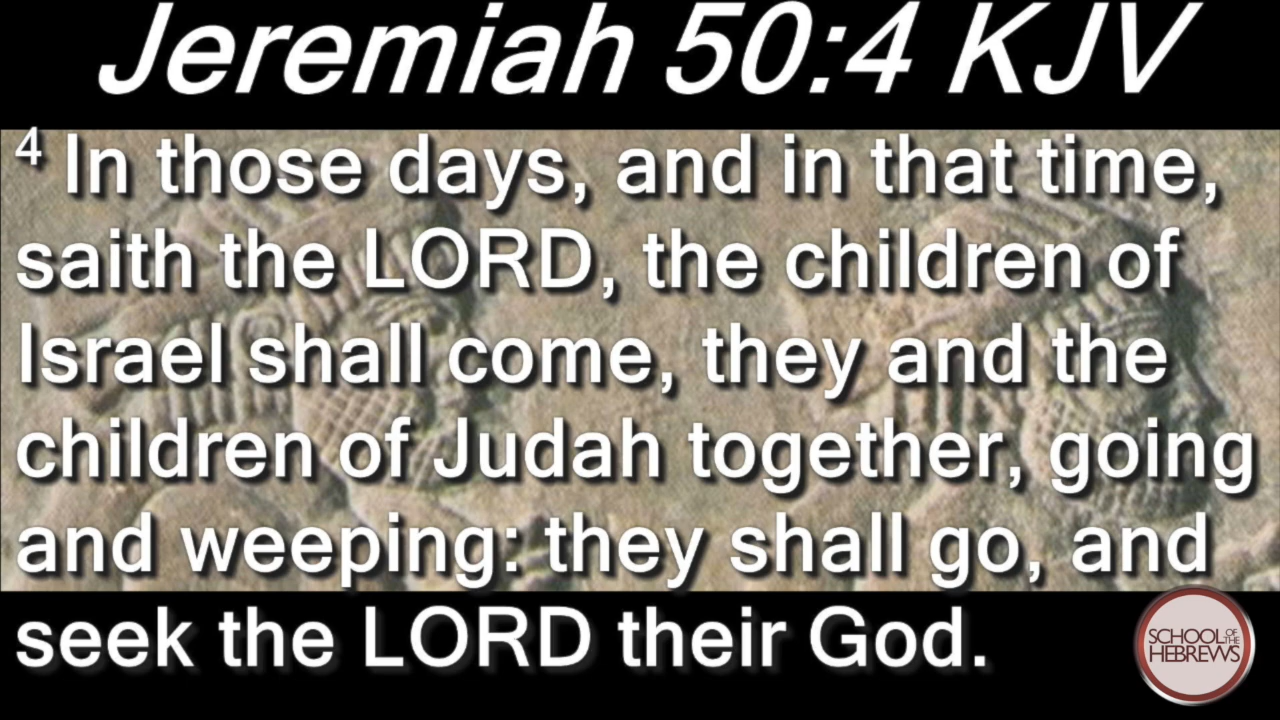 Jeremiah 50:4 KJV
4 In those days, and in that time,
saith the LORD, the children of
Israel shall come, they and the
children of Judah together, going
and weeping: they shall go, and
seek the LORD their God.
SCHOOL OF THE
HEBREWS